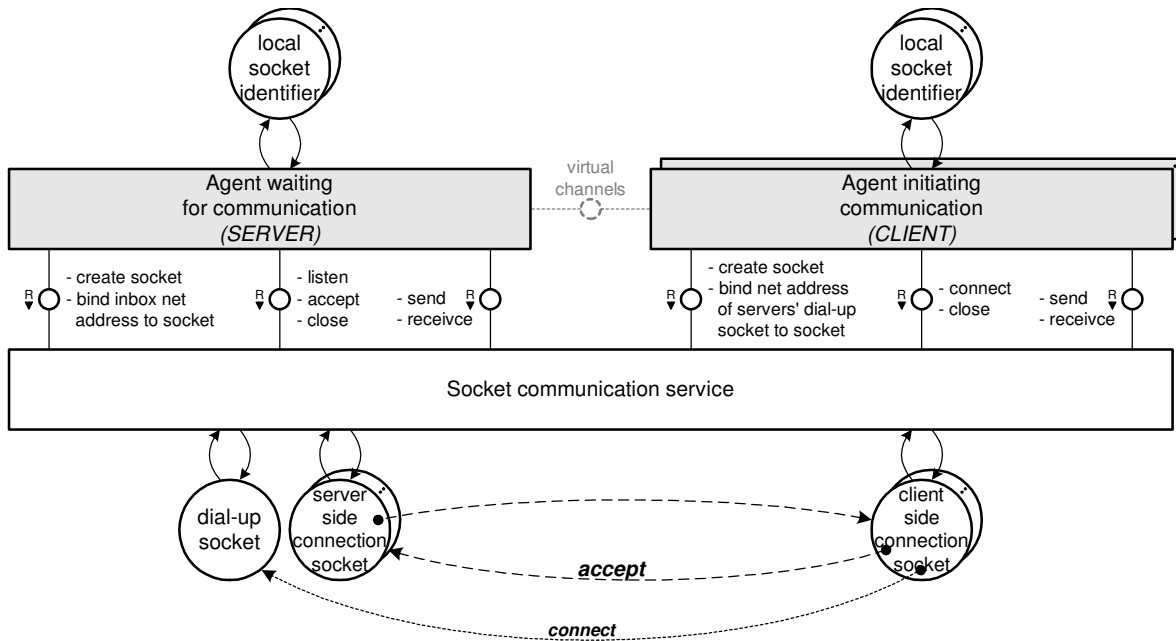 local
socket
identifier
local
socket
identifier
Agent waiting
for communication
(SERVER)
virtual
channels
Agent initiating
communication
(CLIENT)
R
- create socket
- bind inbox net
address to socket
R
- listen
- accept
- close
- send
- receivce
R
R
- create socket
- bind net address
of servers' dial-up
socket to socket
R
- connect
- close
- send
- receivce
R
Socket communication service
dial-up
socket
server
side
connection
socket
client
side
connection
socket
accept
connect